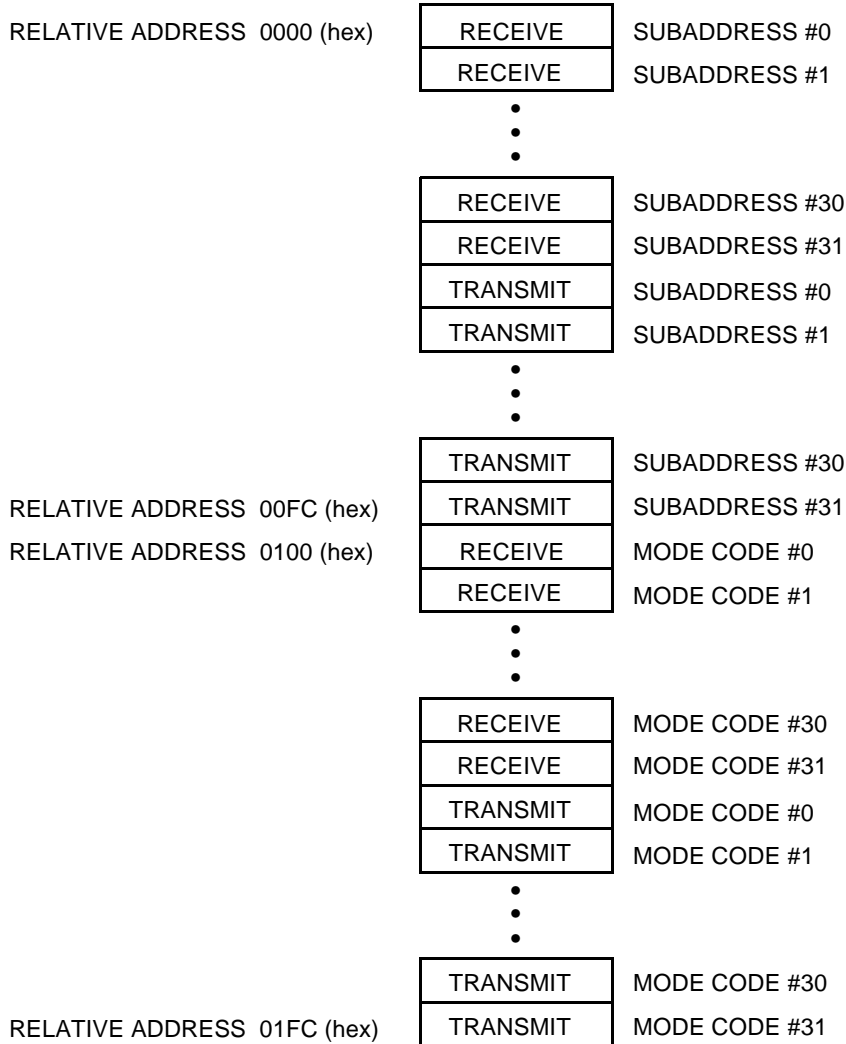 RELATIVE ADDRESS 0000 (hex) RECEIVE SUBADDRESS #0
RECEIVE SUBADDRESS #1
RECEIVE SUBADDRESS #30
RECEIVE SUBADDRESS #31
TRANSMIT SUBADDRESS #0
TRANSMIT SUBADDRESS #1
TRANSMIT SUBADDRESS #30
RELATIVE ADDRESS 00FC (hex) TRANSMIT SUBADDRESS #31
RELATIVE ADDRESS 0100 (hex) RECEIVE MODE CODE #0
RECEIVE MODE CODE #1
RECEIVE MODE CODE #30
RECEIVE MODE CODE #31
TRANSMIT MODE CODE #0
TRANSMIT MODE CODE #1
TRANSMIT MODE CODE #30
RELATIVE ADDRESS 01FC (hex) TRANSMIT MODE CODE #31